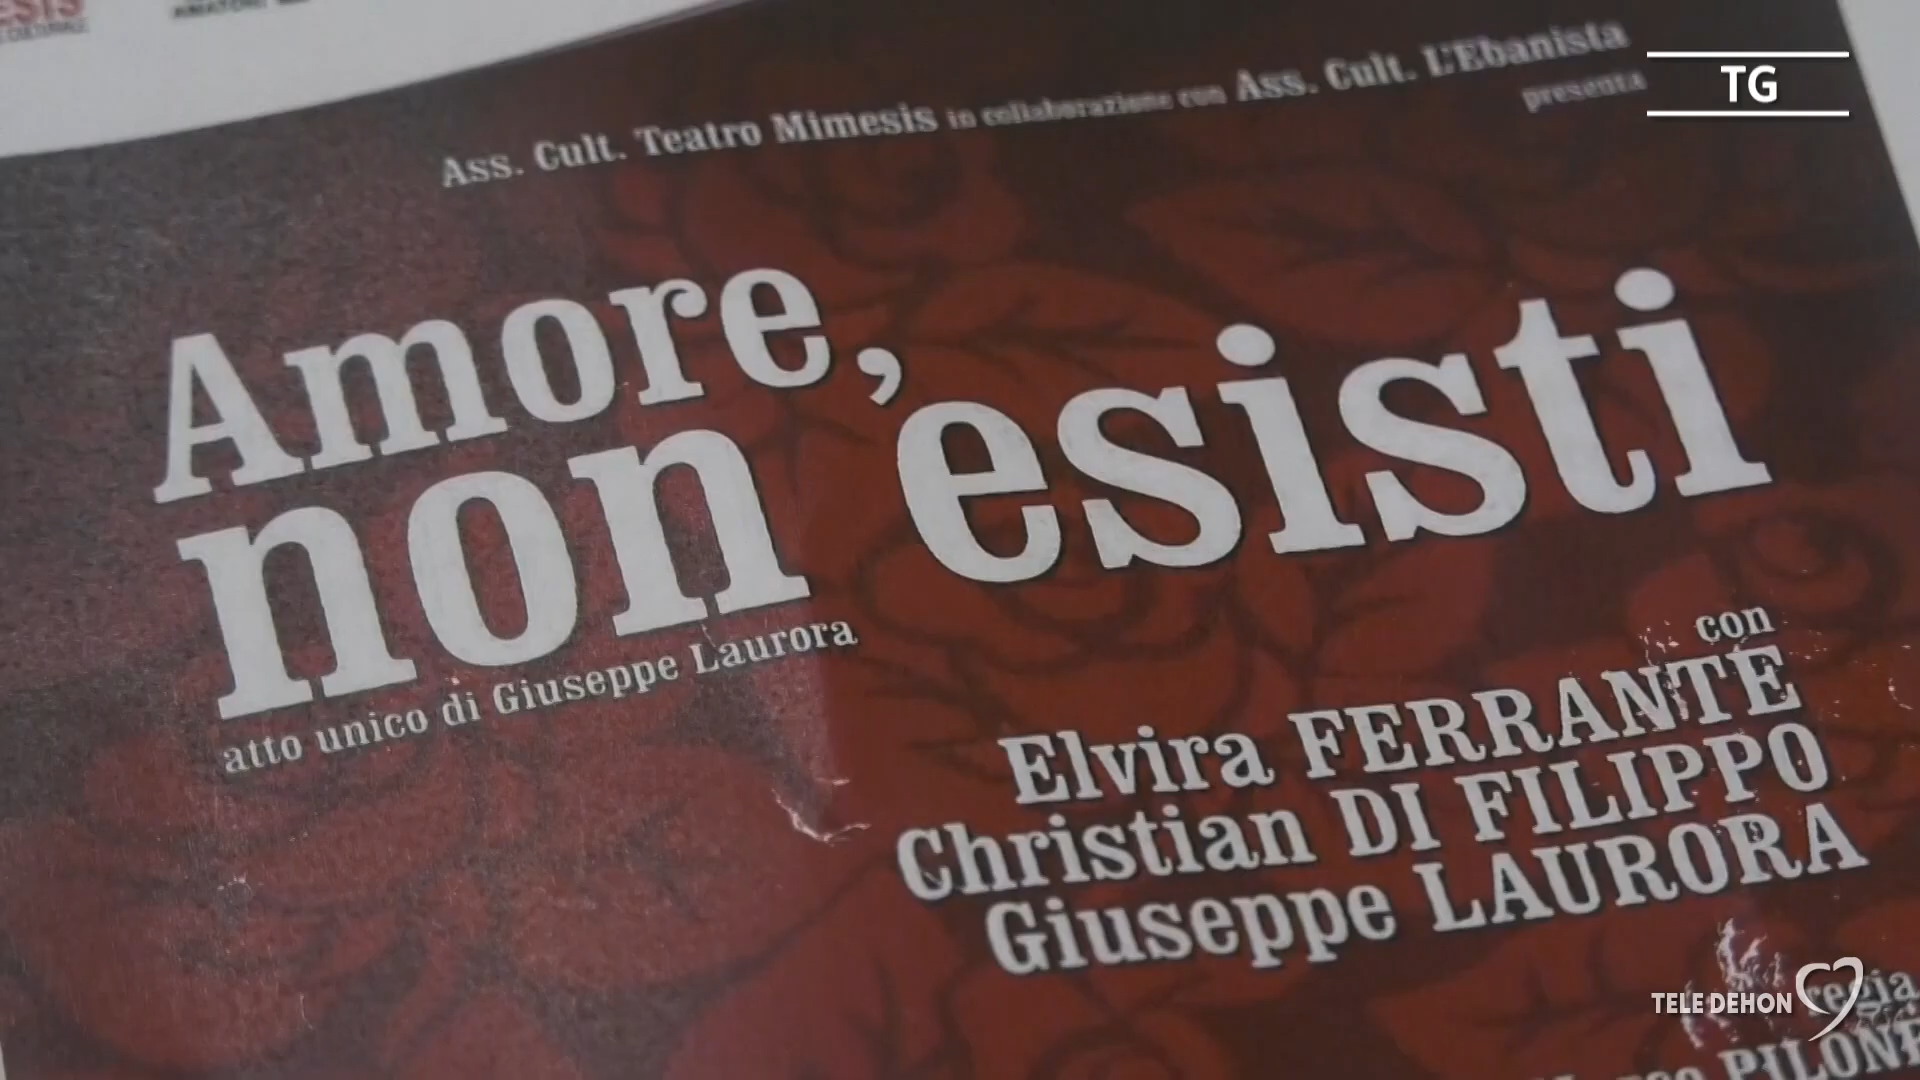 Ass. Cult. Teatro Mimesis in collaborazione con Ass. Cult. L'Ebanista
presenta
TG
Amore,
non esisti
atto unico di Giuseppe Laurora
con
Elvira FERRANTE
Christian DI FILIPPO
Giuseppe LAURORA
regia
TELE DEHON